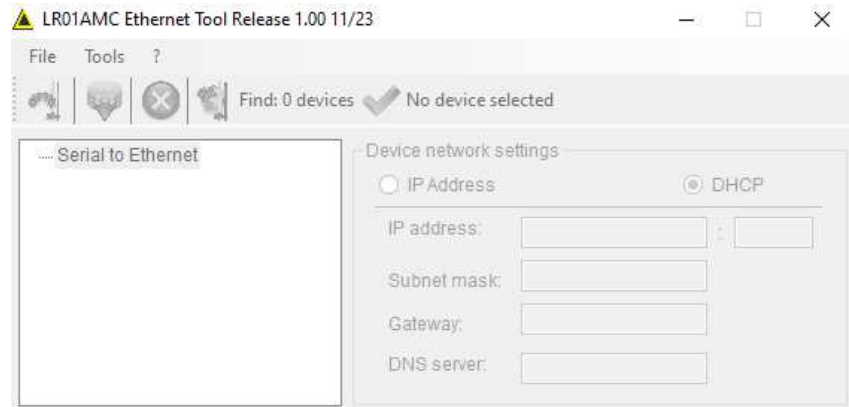 LR01AMC Ethernet Tool Release 1.00 11/23
File Tools ?
Find: 0 devices No device selected
Serial to Ethernet
Device network settings
IP Address DHCP
IP address: :
Subnet mask:
Gateway:
DNS server: